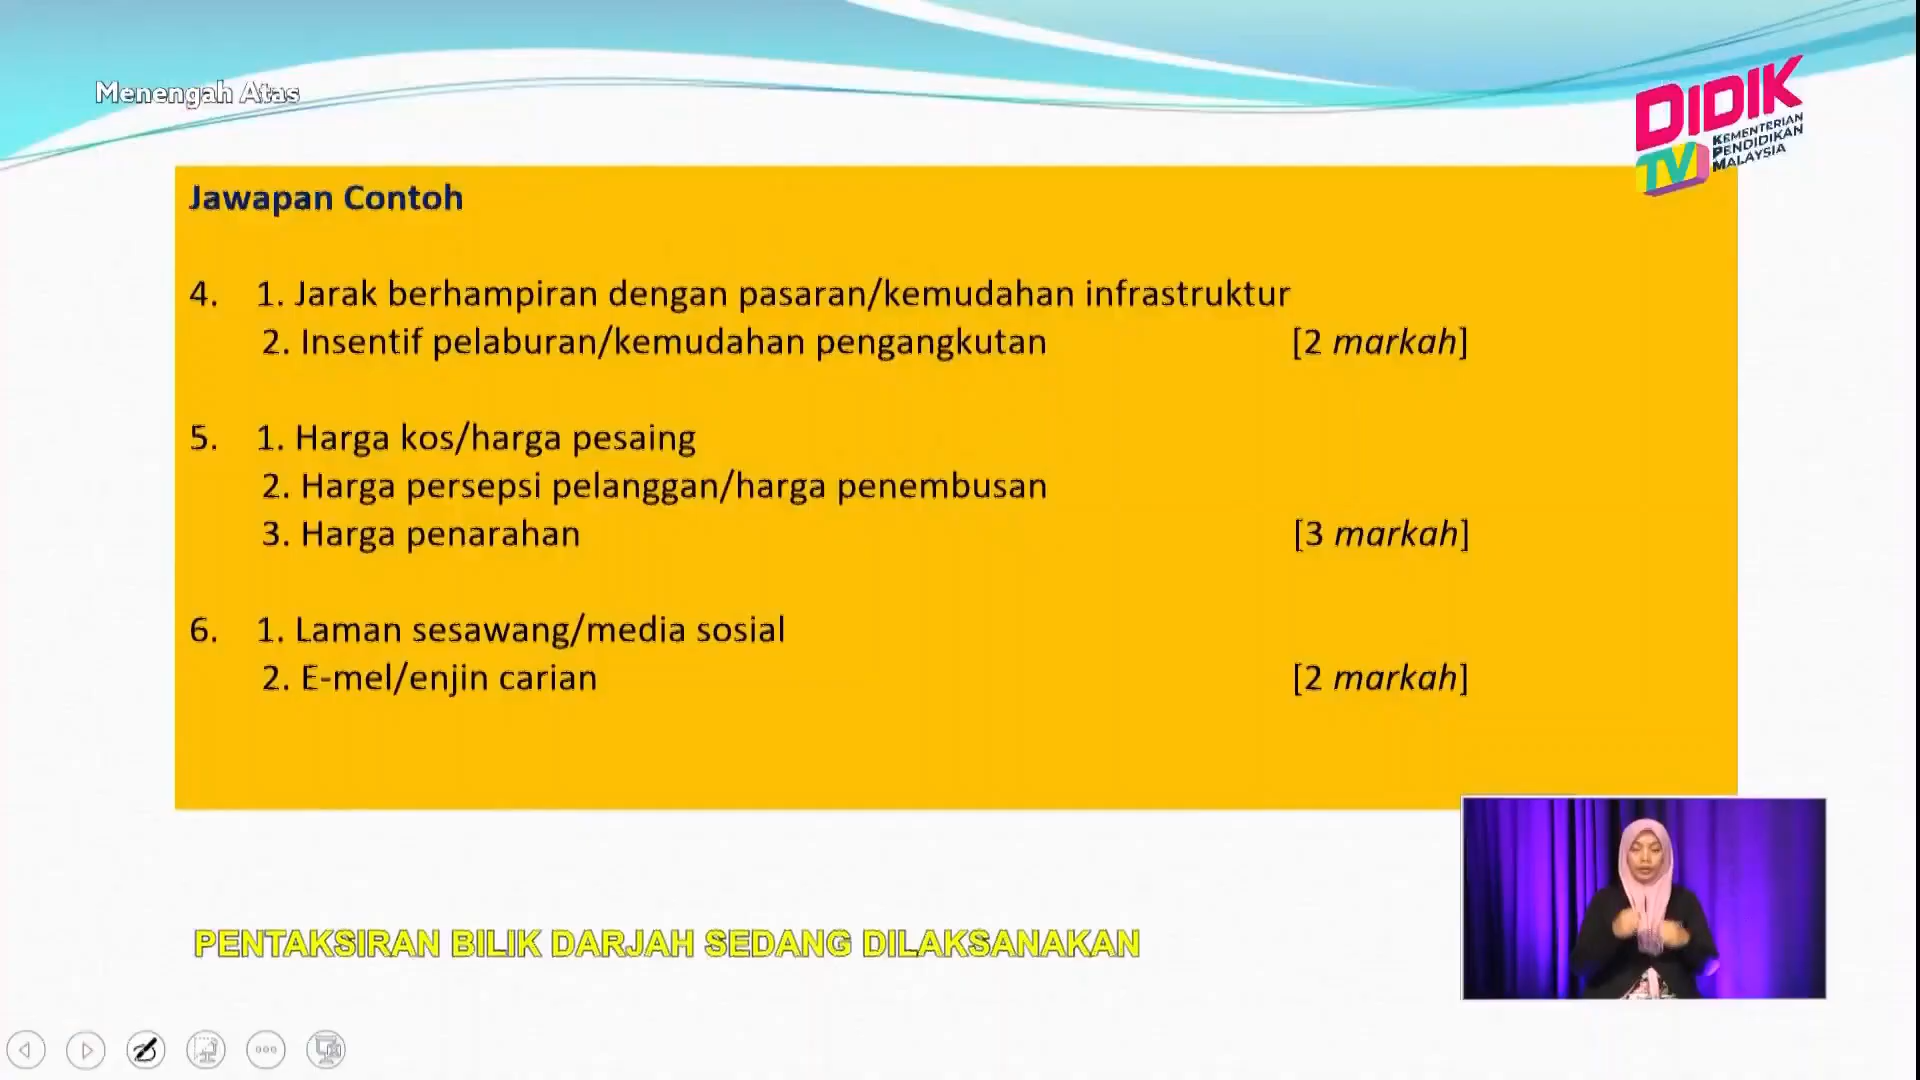 Menengah Atas
DIDIK
TV
KEMENTERIAN
PENDIDIKAN
MALAYSIA
Jawapan Contoh
4. 1. Jarak berhampiran dengan pasaran/kemudahan infrastruktur
2. Insentif pelaburan/kemudahan pengangkutan [2 markah]
5. 1. Harga kos/harga pesaing
2. Harga persepsi pelanggan/harga penembusan
3. Harga penarahan [3 markah]
6. 1. Laman sesawang/media sosial
2. E-mel/enjin carian [2 markah]
PENTAKSIRAN BILIK DARJAH SEDANG DILAKSANAKAN